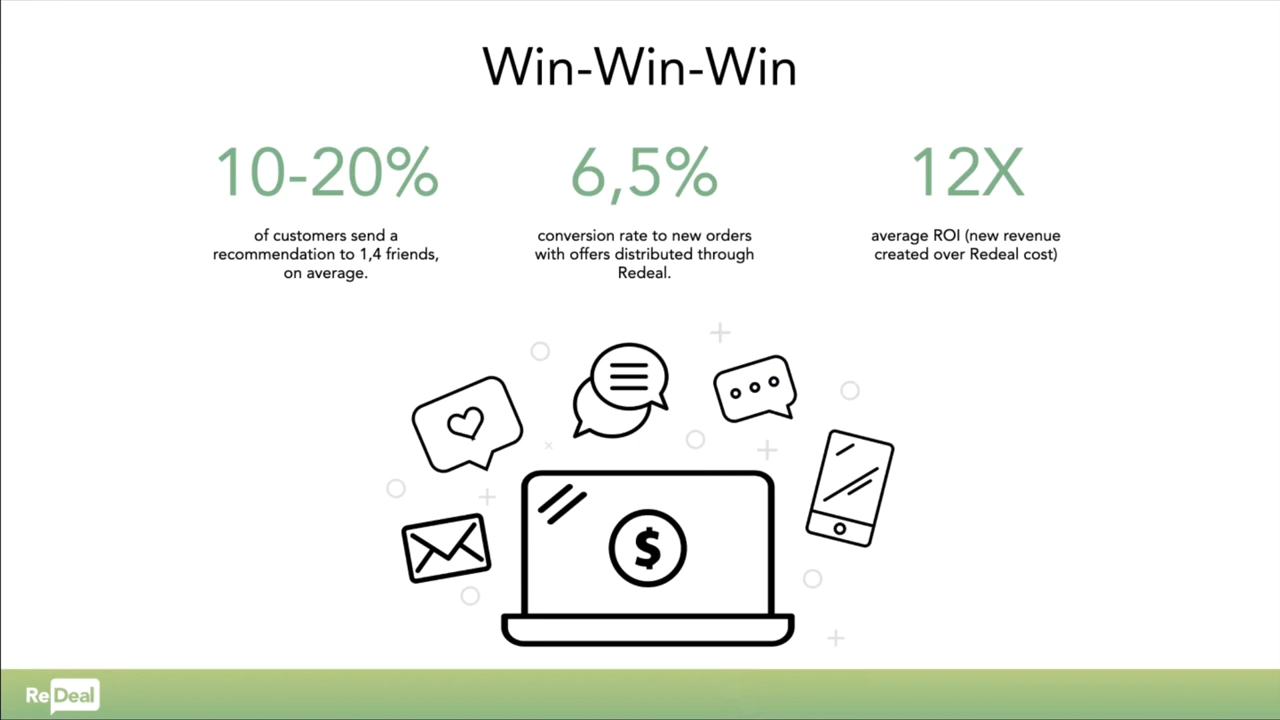 Win-Win-Win
10-20%
of customers send a
recommendation to 1,4 friends,
on average.
6,5%
conversion rate to new orders
with offers distributed through
Redeal.
12X
average ROI (new revenue
created over Redeal cost)
$
ReDeal